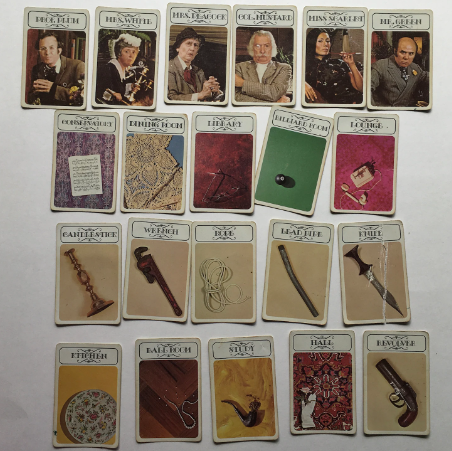 PROF. PLUM
MRS. WHITE
MRS. PEACOCK
COL. MUSTARD
MISS SCARLET
MR. GREEN
CONSERVATORY
DINING ROOM
LIBRARY
BILLIARD ROOM
LOUNGE
CANDLESTICK
WRENCH
ROPE
LEAD PIPE
KNIFE
KITCHEN
BALL ROOM
STUDY
HALL
REVOLVER